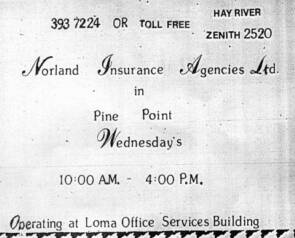 HAY RIVER
393 7224 OR TOLL FREE
ZENITH 2520
Norland Insurance Agencies Ltd.
in
Pine Point
Wednesday's
10:00 A.M. - 4:00 P.M.
Operating at Loma Office Services Building